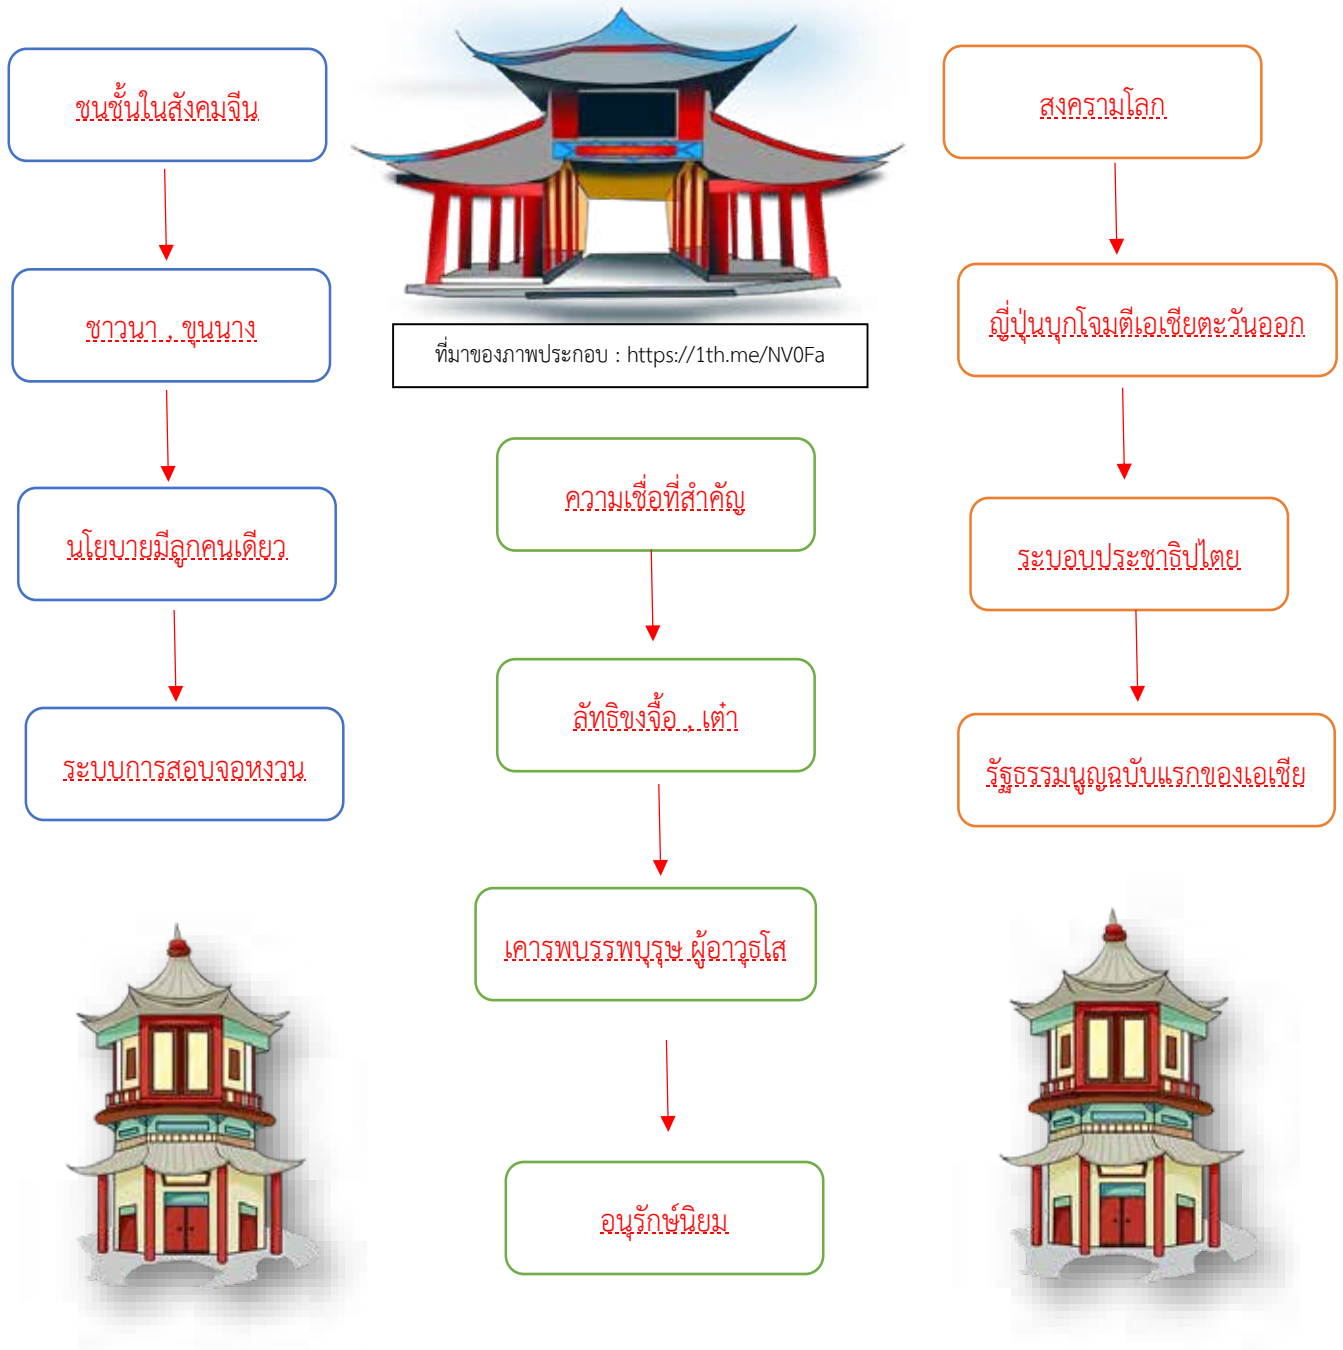 ชนชั้นในสังคมจีน
ชาวนา , ขุนนาง
นโยบายมีลูกคนเดียว
ระบบการสอบจอหงวน
ที่มาของภาพประกอบ : https://1th.me/NV0Fa
ความเชื่อที่สำคัญ
ลัทธิขงจื้อ , เต๋า
เคารพบรรพบุรุษ ผู้อาวุธโส
อนุรักษ์นิยม
สงครามโลก
ญี่ปุ่นบุกโจมตีเอเชียตะวันออก
ระบอบประชาธิปไตย
รัฐธรรมนูญฉบับแรกของเอเชีย